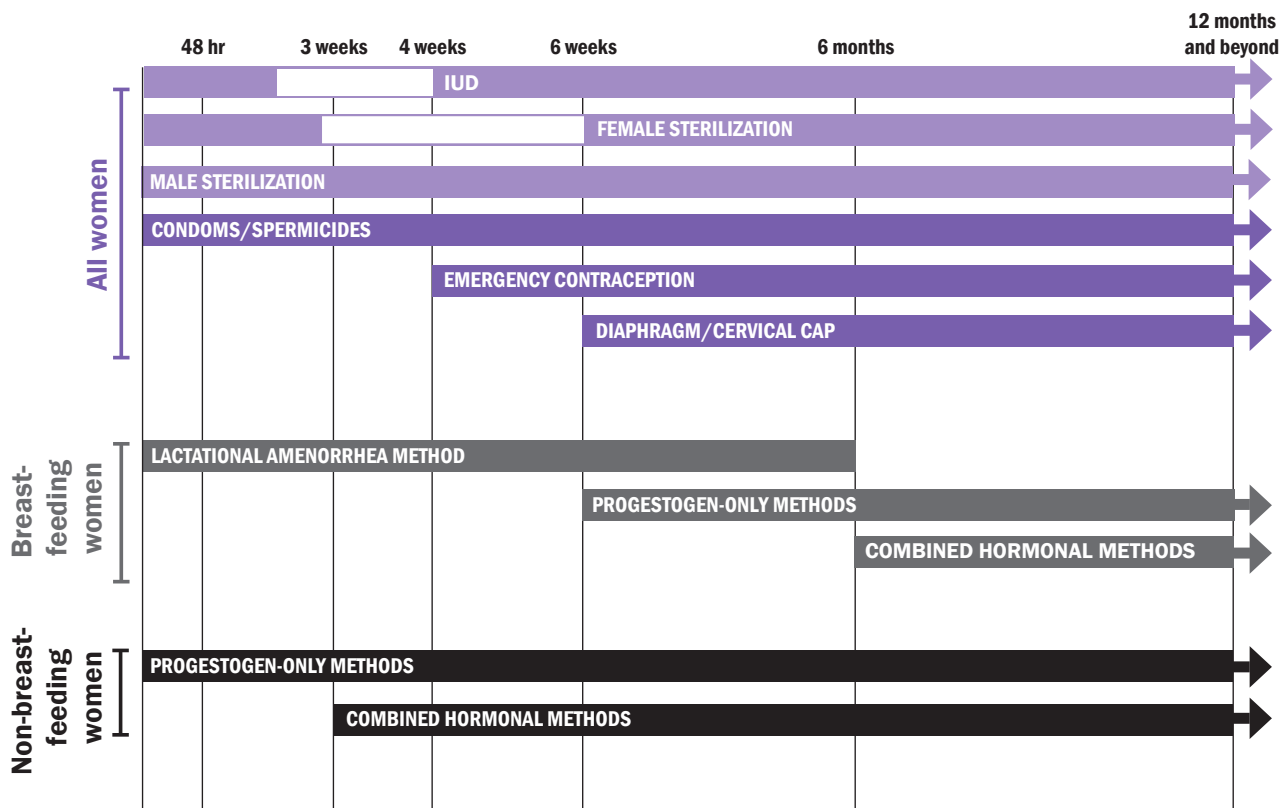 12 months
and beyond
48 hr
3 weeks
4 weeks
6 weeks
6 months
All women
IUD
FEMALE STERILIZATION
MALE STERILIZATION
CONDOMS/SPERMICIDES
EMERGENCY CONTRACEPTION
DIAPHRAGM/CERVICAL CAP
Breast-
feeding
women
LACTATIONAL AMENORRHEA METHOD
PROGESTOGEN-ONLY METHODS
COMBINED HORMONAL METHODS
Non-breast-
feeding
women
PROGESTOGEN-ONLY METHODS
COMBINED HORMONAL METHODS